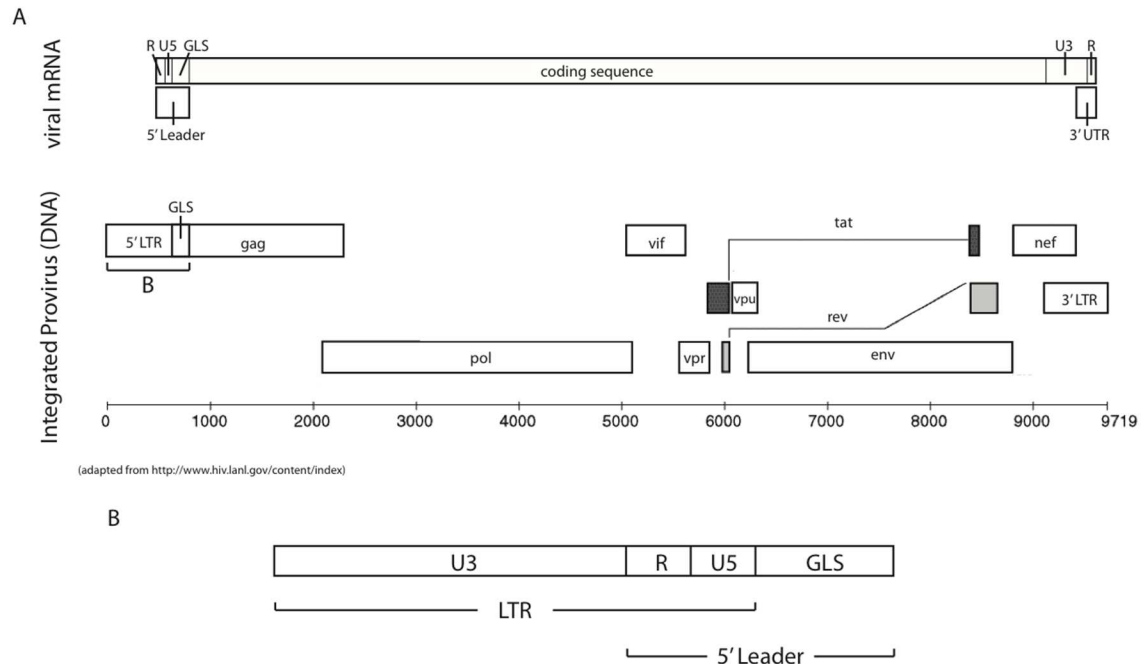 A
viral mRNA
R U5 GLS
U3 R
coding sequence
5' Leader
3' UTR
Integrated Provirus (DNA)
GLS
5' LTR
gag
B
vif
tat
nef
vpu
3' LTR
rev
pol
vpr
env
0 1000 2000 3000 4000 5000 6000 7000 8000 9000 9719
(adapted from http://www.hiv.lanl.gov/content/index)
B
U3 R U5 GLS
LTR
5' Leader